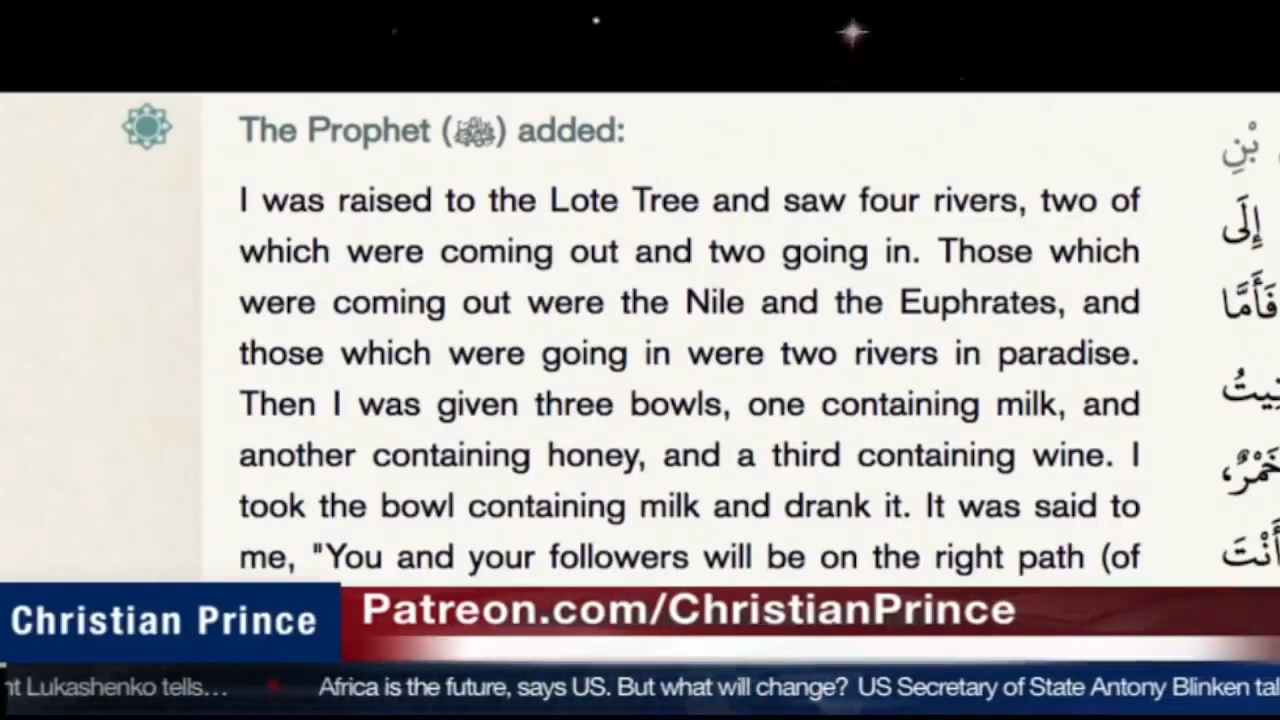 The Prophet (ﷺ) added:
I was raised to the Lote Tree and saw four rivers, two of
which were coming out and two going in. Those which
were coming out were the Nile and the Euphrates, and
those which were going in were two rivers in paradise.
Then I was given three bowls, one containing milk, and
another containing honey, and a third containing wine. I
took the bowl containing milk and drank it. It was said to
me, "You and your followers will be on the right path (of
بْنِ
إِلَى
فَأَمَّا
خَمْرٌ،
أَنْتَ
Christian Prince
Patreon.com/ChristianPrince
nt Lukashenko tells...
Africa is the future, says US. But what will change? US Secretary of State Antony Blinken tal